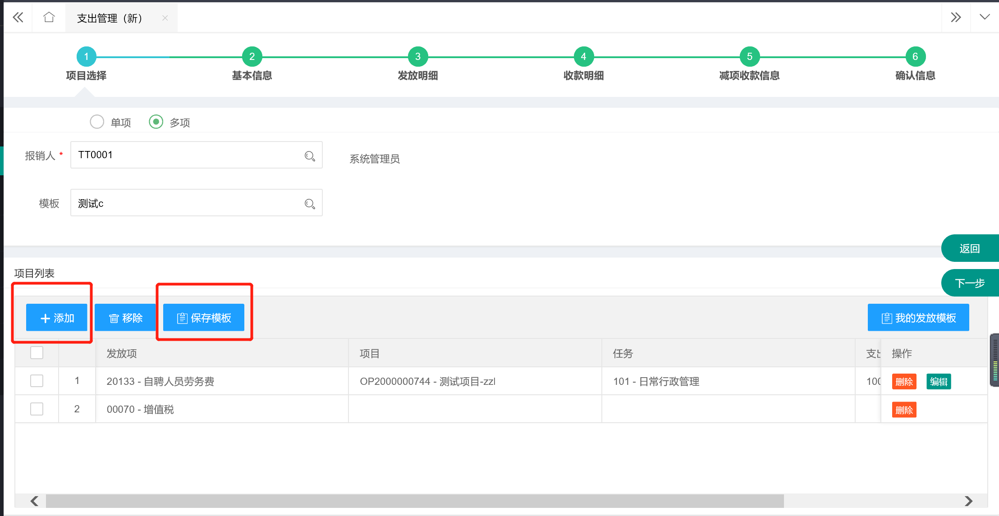 支出管理（新）
1 2 3 4 5 6
项目选择 基本信息 发放明细 收款明细 减项收款信息 确认信息
单项 多项
报销人 * TT0001 系统管理员
模板 测试c
返回
项目列表
下一步
添加 移除 保存模板 我的发放模板
发放项 项目 任务 支 操作
1 20133 - 自聘人员劳务费 OP2000000744 - 测试项目-zzl 101 - 日常行政管理 100 删除 编辑
2 00070 - 增值税 删除